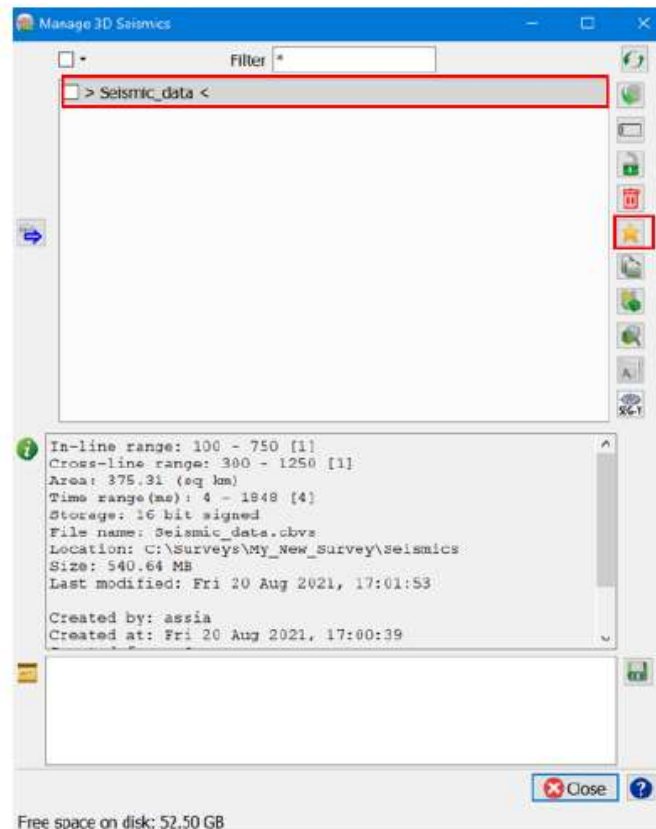 Manage 3D Seismics
Filter *
> Seismic_data <
SEG-Y
In-line range: 100 - 750 [1]
Cross-line range: 300 - 1250 [1]
Area: 375.31 (sq km)
Time range(ms): 4 - 1848 [4]
Storage: 16 bit signed
File name: Seismic_data.cbvs
Location: C:\Surveys\My_New_Survey\Seismics
Size: 540.64 MB
Last modified: Fri 20 Aug 2021, 17:01:53
Created by: assia
Created at: Fri 20 Aug 2021, 17:00:39
Close
Free space on disk: 52.50 GB